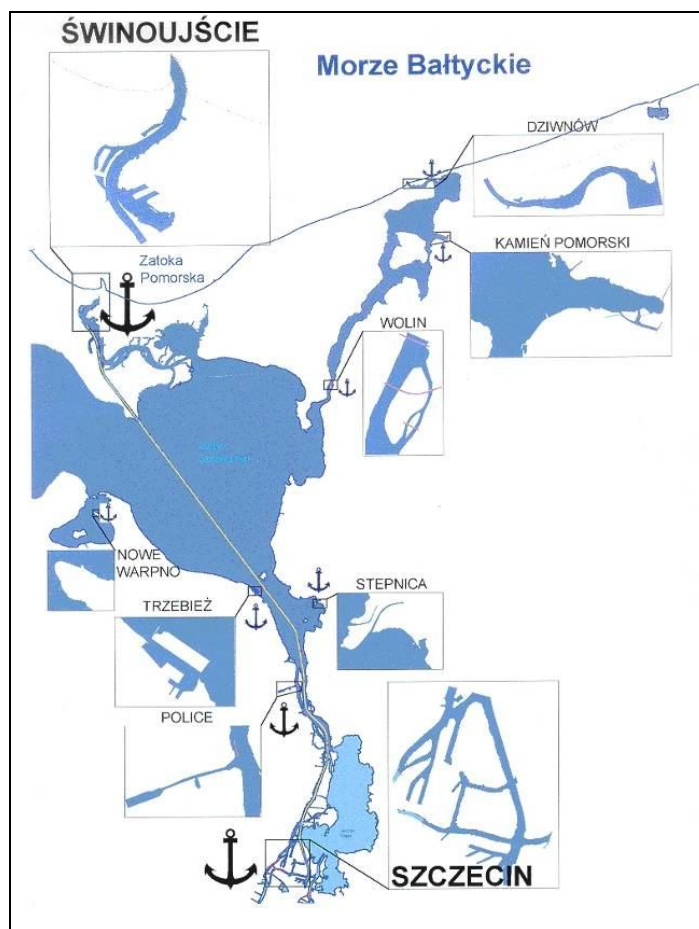 ŚWINOUJŚCIE
Morze Bałtyckie
DZIWNÓW
KAMIEŃ POMORSKI
Zatoka
Pomorska
WOLIN
NOWE
WARPNO
STEPNICA
TRZEBIEŻ
POLICE
SZCZECIN